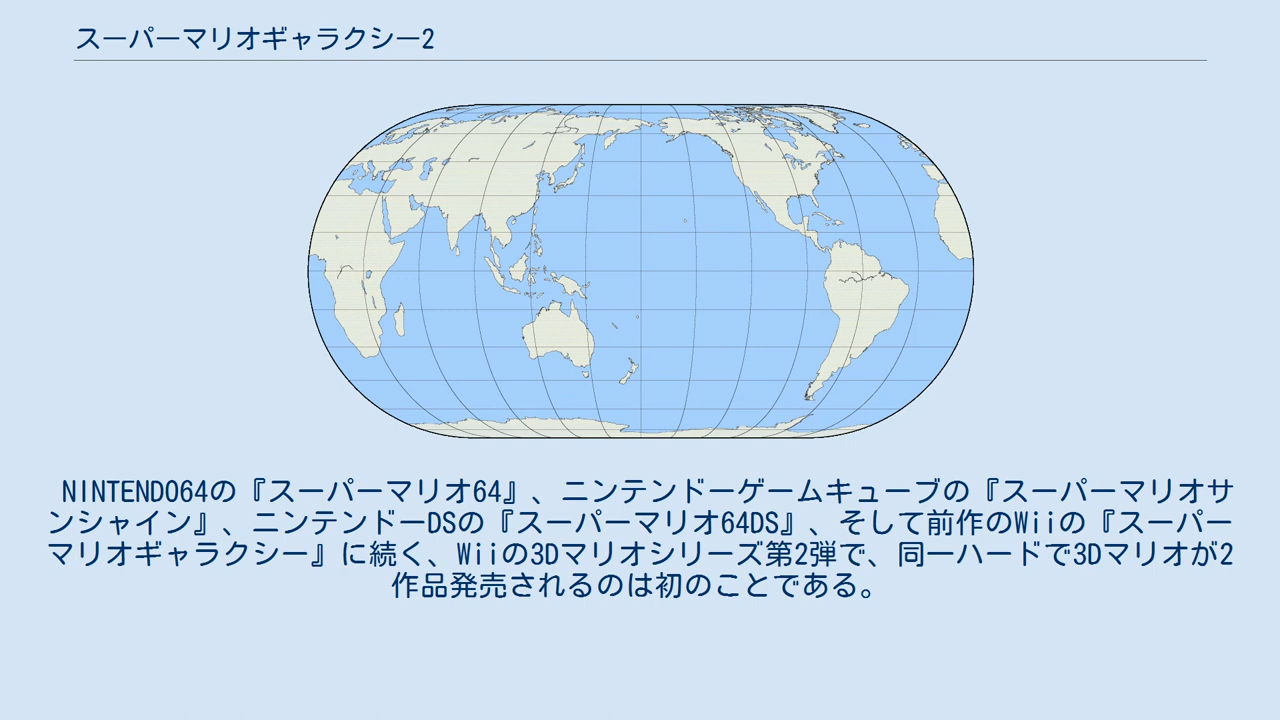 スーパーマリオギャラクシー2
NINTENDO64の『スーパーマリオ64』、ニンテンドーゲームキューブの『スーパーマリオサ
ンシャイン』、ニンテンドーDSの『スーパーマリオ64DS』、そして前作のWiiの『スーパー
マリオギャラクシー』に続く、Wiiの3Dマリオシリーズ第2弾で、同一ハードで3Dマリオが2
作品発売されるのは初のことである。